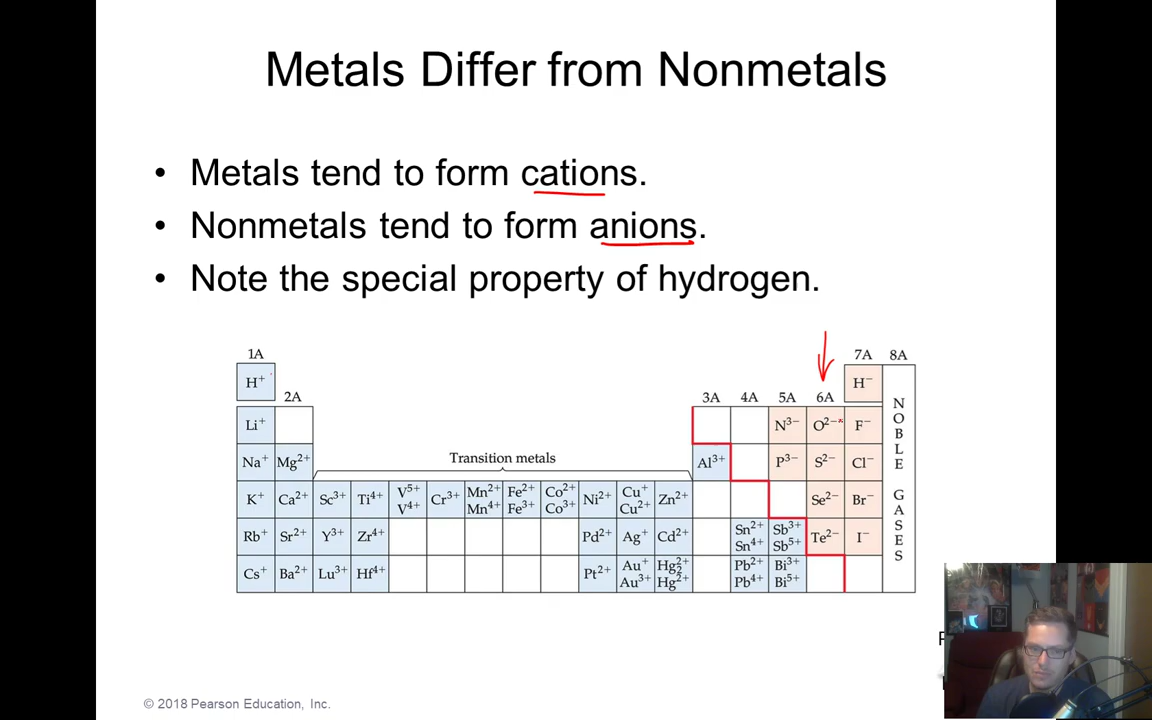 Metals Differ from Nonmetals
• Metals tend to form cations.
• Nonmetals tend to form anions.
• Note the special property of hydrogen.
1A 7A 8A
H⁺ H⁻
2A 3A 4A 5A 6A
Li⁺ N³⁻ O²⁻ F⁻
Na⁺ Mg²⁺ Transition metals Al³⁺ P³⁻ S²⁻ Cl⁻
K⁺ Ca²⁺ Sc³⁺ Ti⁴⁺ V⁵⁺ V⁴⁺ Cr³⁺ Mn²⁺ Mn⁴⁺ Fe²⁺ Fe³⁺ Co²⁺ Co³⁺ Ni²⁺ Cu⁺ Cu²⁺ Zn²⁺ Se²⁻ Br⁻
Rb⁺ Sr²⁺ Y³⁺ Zr⁴⁺ Pd²⁺ Ag⁺ Cd²⁺ Sn²⁺ Sn⁴⁺ Sb³⁺ Sb⁵⁺ Te²⁻ I⁻
Cs⁺ Ba²⁺ Lu³⁺ Hf⁴⁺ Pt²⁺ Au⁺ Au³⁺ Hg₂²⁺ Hg²⁺ Pb²⁺ Pb⁴⁺ Bi³⁺ Bi⁵⁺
NOBLE GASES
© 2018 Pearson Education, Inc.